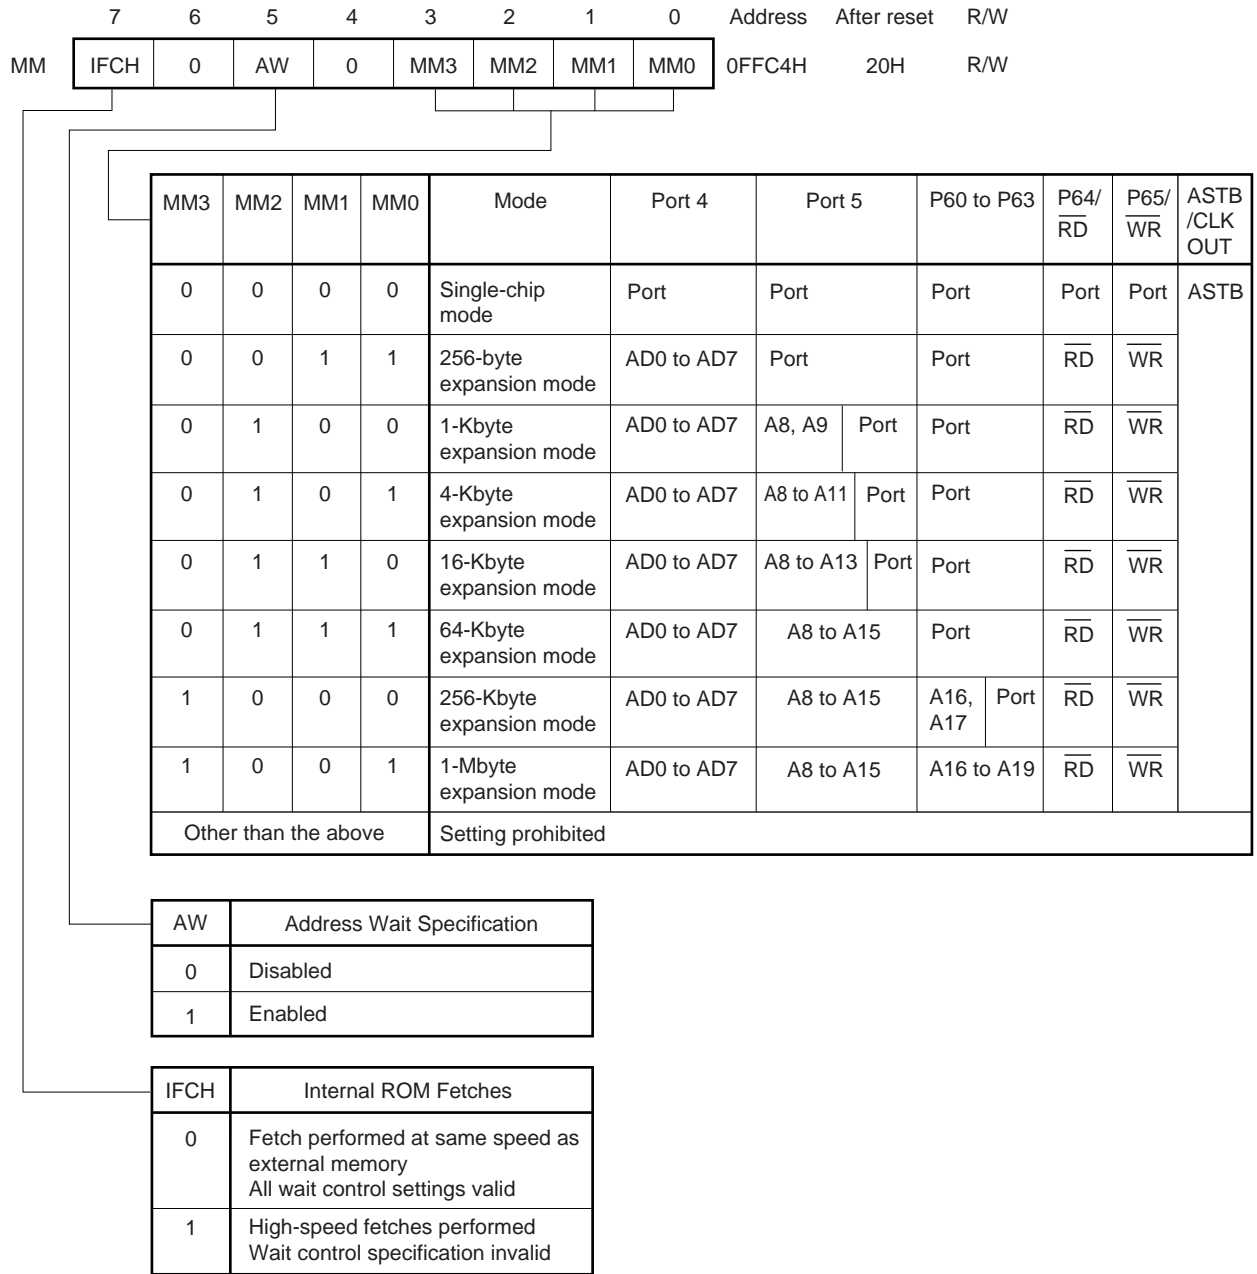 7 6 5 4 3 2 1 0 Address After reset R/W
MM IFCH 0 AW 0 MM3 MM2 MM1 MM0 0FFC4H 20H R/W
MM3 MM2 MM1 MM0 Mode Port 4 Port 5 P60 to P63 P64/ P65/ ASTB
RD WR /CLK
OUT
0 0 0 0 Single-chip Port Port Port Port Port ASTB
mode
0 0 1 1 256-byte AD0 to AD7 Port Port RD WR
expansion mode
0 1 0 0 1-Kbyte AD0 to AD7 A8, A9 Port Port RD WR
expansion mode
0 1 0 1 4-Kbyte AD0 to AD7 A8 to A11 Port Port RD WR
expansion mode
0 1 1 0 16-Kbyte AD0 to AD7 A8 to A13 Port Port RD WR
expansion mode
0 1 1 1 64-Kbyte AD0 to AD7 A8 to A15 Port RD WR
expansion mode
1 0 0 0 256-Kbyte AD0 to AD7 A8 to A15 A16, Port RD WR
expansion mode A17
1 0 0 1 1-Mbyte AD0 to AD7 A8 to A15 A16 to A19 RD WR
expansion mode
Other than the above Setting prohibited
AW Address Wait Specification
0 Disabled
1 Enabled
IFCH Internal ROM Fetches
0 Fetch performed at same speed as
external memory
All wait control settings valid
1 High-speed fetches performed
Wait control specification invalid